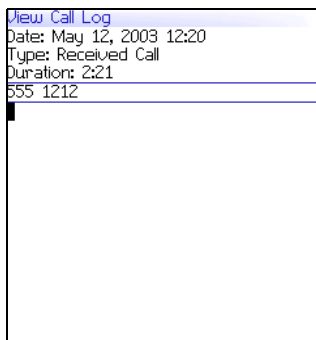 View Call Log
Date: May 12, 2003 12:20
Type: Received Call
Duration: 2:21
555 1212